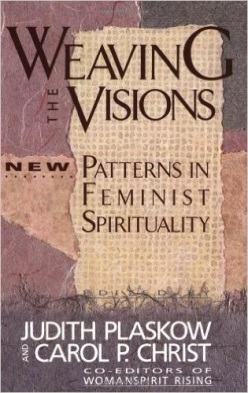 WEAVING
THE
VISIONS
NEW PATTERNS IN
FEMINIST
SPIRITUALITY
EDITED BY
JUDITH PLASKOW
AND CAROL P. CHRIST
CO-EDITORS OF
WOMANSPIRIT RISING